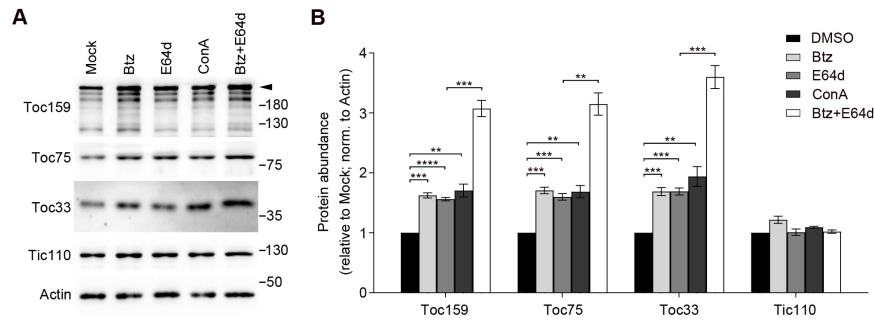 A
Mock
Btz
E64d
ConA
Btz+E64d
Toc159
-180
-130
Toc75
-75
Toc33
-35
Tic110
-130
-50
Actin
B
Protein abundance
(relative to Mock; norm. to Actin)
4
3
2
1
0
***
****
**
***
***
***
**
**
***
***
**
***
Toc159
Toc75
Toc33
Tic110
DMSO
Btz
E64d
ConA
Btz+E64d